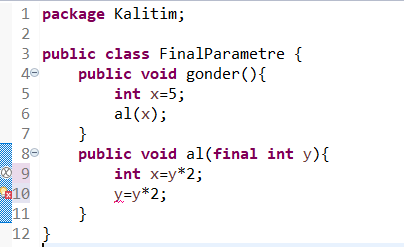 1 package Kalitim;
2
3 public class FinalParametre {
4 public void gonder(){
5 int x=5;
6 al(x);
7 }
8 public void al(final int y){
9 int x=y*2;
10 y=y*2;
11 }
12 }